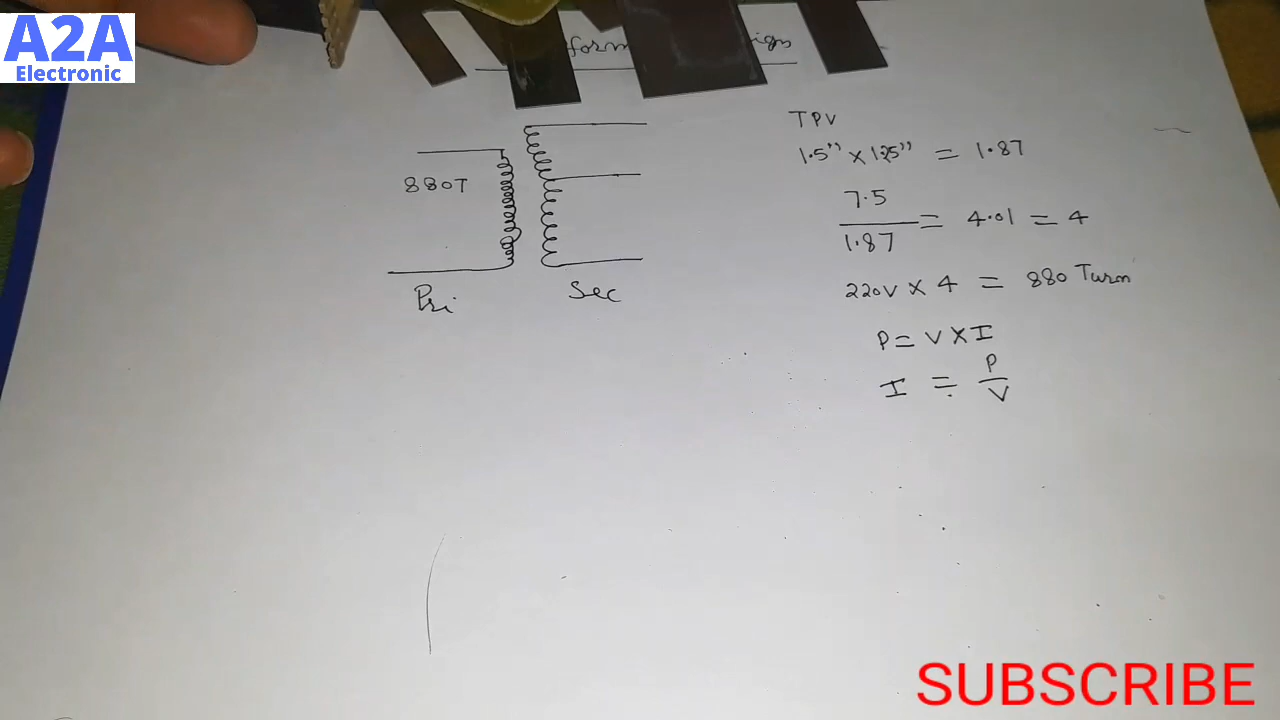 A2A
Electronic
TPV
1.5" x 1.25" = 1.87
880T
7.5
1.87
= 4.01 = 4
220V x 4 = 880 Turn
Pri
Sec
P = V x I
I = P
V
SUBSCRIBE